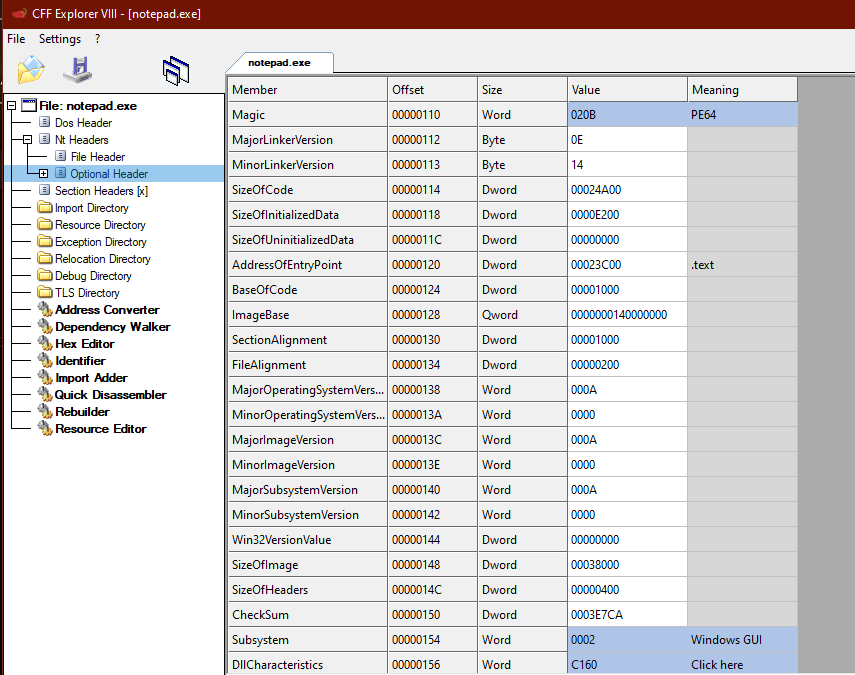 CFF Explorer VIII - [notepad.exe]
File Settings ?
notepad.exe
File: notepad.exe
Dos Header
Nt Headers
File Header
Optional Header
Section Headers [x]
Import Directory
Resource Directory
Exception Directory
Relocation Directory
Debug Directory
TLS Directory
Address Converter
Dependency Walker
Hex Editor
Identifier
Import Adder
Quick Disassembler
Rebuilder
Resource Editor
Member Offset Size Value Meaning
Magic 00000110 Word 020B PE64
MajorLinkerVersion 00000112 Byte 0E
MinorLinkerVersion 00000113 Byte 14
SizeOfCode 00000114 Dword 00024A00
SizeOfInitializedData 00000118 Dword 0000E200
SizeOfUninitializedData 0000011C Dword 00000000
AddressOfEntryPoint 00000120 Dword 00023C00 .text
BaseOfCode 00000124 Dword 00001000
ImageBase 00000128 Qword 0000000140000000
SectionAlignment 00000130 Dword 00001000
FileAlignment 00000134 Dword 00000200
MajorOperatingSystemVers... 00000138 Word 000A
MinorOperatingSystemVers... 0000013A Word 0000
MajorImageVersion 0000013C Word 000A
MinorImageVersion 0000013E Word 0000
MajorSubsystemVersion 00000140 Word 000A
MinorSubsystemVersion 00000142 Word 0000
Win32VersionValue 00000144 Dword 00000000
SizeOfImage 00000148 Dword 00038000
SizeOfHeaders 0000014C Dword 00000400
CheckSum 00000150 Dword 0003E7CA
Subsystem 00000154 Word 0002 Windows GUI
DllCharacteristics 00000156 Word C160 Click here